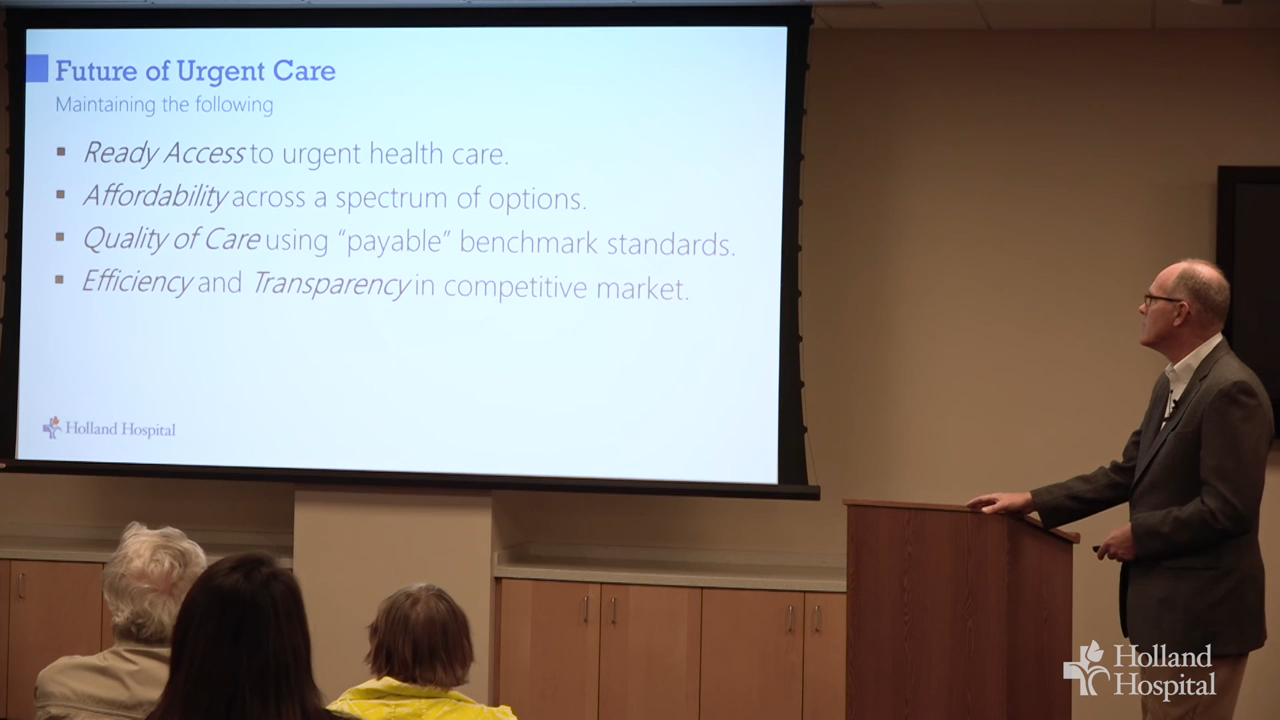 Future of Urgent Care
Maintaining the following
▪ Ready Access to urgent health care.
▪ Affordability across a spectrum of options.
▪ Quality of Care using “payable” benchmark standards.
▪ Efficiency and Transparency in competitive market.
Holland Hospital
Holland
Hospital